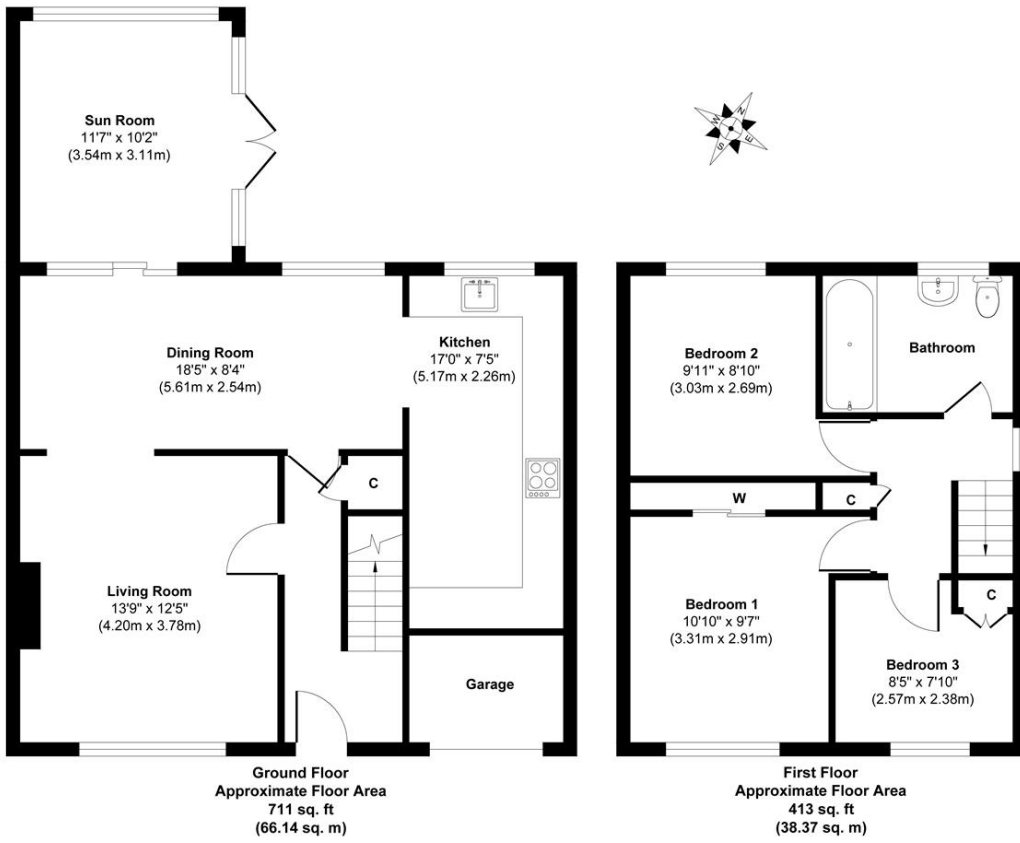 Sun Room
11'7" x 10'2"
(3.54m x 3.11m)
N
W
E
S
Dining Room
18'5" x 8'4"
(5.61m x 2.54m)
Kitchen
17'0" x 7'5"
(5.17m x 2.26m)
C
Living Room
13'9" x 12'5"
(4.20m x 3.78m)
Garage
Ground Floor
Approximate Floor Area
711 sq. ft
(66.14 sq. m)
Bedroom 2
9'11" x 8'10"
(3.03m x 2.69m)
Bathroom
W
C
Bedroom 1
10'10" x 9'7"
(3.31m x 2.91m)
C
Bedroom 3
8'5" x 7'10"
(2.57m x 2.38m)
First Floor
Approximate Floor Area
413 sq. ft
(38.37 sq. m)